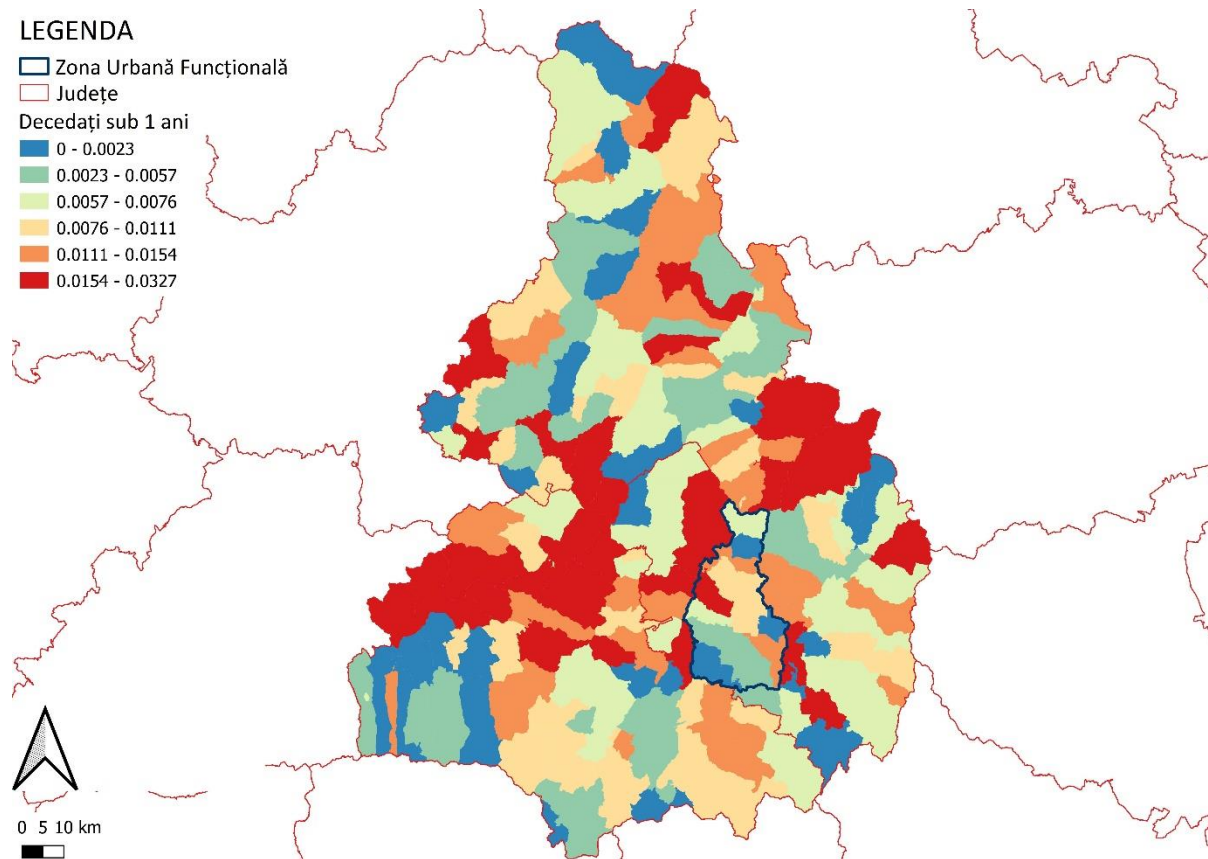 LEGENDA
Zona Urbană Funcțională
Județe
Decedați sub 1 ani
0 - 0.0023
0.0023 - 0.0057
0.0057 - 0.0076
0.0076 - 0.0111
0.0111 - 0.0154
0.0154 - 0.0327
0 5 10 km